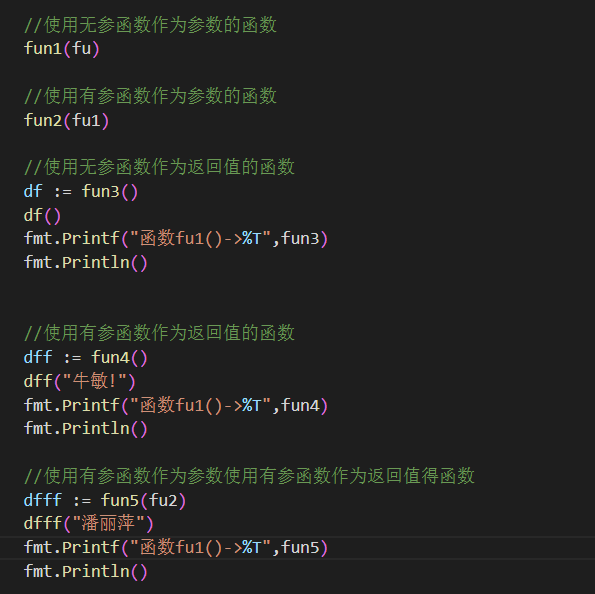 //使用无参函数作为参数的函数
fun1(fu)
//使用有参函数作为参数的函数
fun2(fu1)
//使用无参函数作为返回值的函数
df := fun3()
df()
fmt.Printf("函数fu1()->%T",fun3)
fmt.Println()
//使用有参函数作为返回值的函数
dff := fun4()
dff("牛敏!")
fmt.Printf("函数fu1()->%T",fun4)
fmt.Println()
//使用有参函数作为参数使用有参函数作为返回值得函数
dfff := fun5(fu2)
dfff("潘丽萍")
fmt.Printf("函数fu1()->%T",fun5)
fmt.Println()